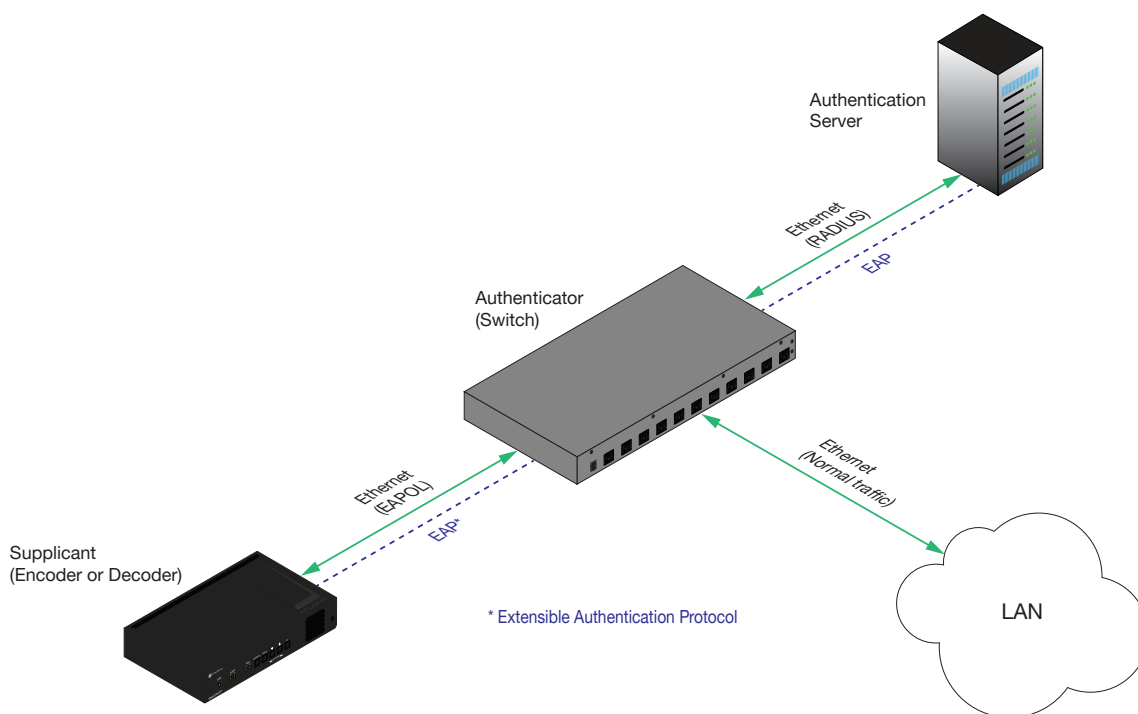 Authentication
Server
Ethernet
(RADIUS)
EAP
Authenticator
(Switch)
Ethernet
(Normal traffic)
Ethernet
(EAPOL)
EAP*
Supplicant
(Encoder or Decoder)
* Extensible Authentication Protocol
LAN